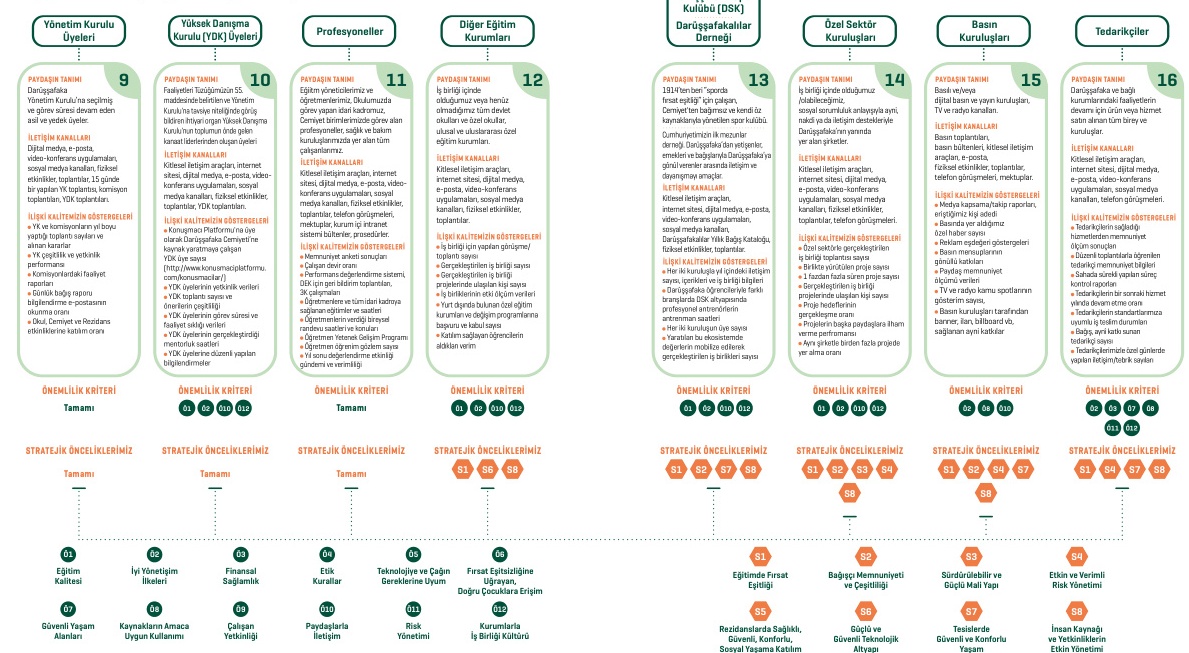 Yönetim Kurulu
Üyeleri
9
PAYDAŞIN TANIMI
Darüşşafaka
Yönetim Kurulu'na seçilmiş
ve görev süresi devam eden
asil ve yedek üyeler.
İLETİŞİM KANALLARI
Dijital medya, e-posta,
video-konferans uygulamaları,
sosyal medya kanalları, fiziksel
etkinlikler, toplantılar, 15 günde
bir yapılan YK toplantısı, komisyon
toplantıları, YDK toplantıları.
İLİŞKİ KALİTEMİZİN GÖSTERGELERİ
• YK ve komisyonların yıl boyu
yaptığı toplantı sayıları ve
alınan kararlar
• YK çeşitlilik ve yetkinlik
performansı
• Komisyonlardaki faaliyet
raporları
• Günlük bağış raporu
bilgilendirme e-postasının
okunma oranı
• Okul, Cemiyet ve Rezidans
etkinliklerine katılım oranı
ÖNEMLİLİK KRİTERİ
Tamamı
STRATEJİK ÖNCELİKLERİMİZ
Tamamı
Yüksek Danışma
Kurulu (YDK) Üyeleri
10
PAYDAŞIN TANIMI
Faaliyetleri Tüzüğümüzün 55.
maddesinde belirtilen ve Yönetim
Kurulu'na tavsiye niteliğinde görüş
bildiren ihtiyari organ Yüksek Danışma
Kurulu'nun toplumun önde gelen
kanaat liderlerinden oluşan üyeleri
İLETİŞİM KANALLARI
Kitlesel iletişim araçları, internet
sitesi, dijital medya, e-posta, video-
konferans uygulamaları, sosyal
medya kanalları, fiziksel etkinlikler,
toplantılar, YDK toplantıları.
İLİŞKİ KALİTEMİZİN GÖSTERGELERİ
• Konuşmacı Platformu'na üye
olarak Darüşşafaka Cemiyeti'ne
kaynak yaratmaya çalışan
YDK üye sayısı
(http://www.konusmaciplatformu.
com/konusmacilar/)
• YDK üyelerinin yetkinlik verileri
• YDK toplantı sayısı ve
önerilerin çeşitliliği
• YDK üyelerinin görev süresi ve
faaliyet sıklığı verileri
• YDK üyelerinin gerçekleştirdiği
mentorluk saatleri
• YDK üyelerine düzenli yapılan
bilgilendirmeler
ÖNEMLİLİK KRİTERİ
Ö1 Ö2 Ö10 Ö12
STRATEJİK ÖNCELİKLERİMİZ
Tamamı
Profesyoneller
11
PAYDAŞIN TANIMI
Eğitim yöneticilerimiz ve
öğretmenlerimiz, Okulumuzda
görev yapan idari kadromuz,
Cemiyet birimlerimizde görev alan
profesyoneller, sağlık ve bakım
kuruluşlarımızda yer alan tüm
çalışanlarımız.
İLETİŞİM KANALLARI
Kitlesel iletişim araçları, internet
sitesi, dijital medya, e-posta, video-
konferans uygulamaları, sosyal
medya kanalları, fiziksel etkinlikler,
toplantılar, telefon görüşmeleri,
mektuplar, kurum içi intranet
sistemi bültenler, prosedürler.
İLİŞKİ KALİTEMİZİN GÖSTERGELERİ
• Memnuniyet anketi sonuçları
• Çalışan devir oranı
• Performans değerlendirme sistemi,
DEK için geri bildirim toplantıları,
3K çalışmaları
• Öğretmenlere ve tüm idari kadroya
sağlanan eğitimler ve saatleri
• Öğretmenlerin verdiği bireysel
randevu saatleri ve konuları
• Öğretmen Yetenek Gelişim Programı
• Öğretmen öğrenim gözlem sayısı
• Yıl sonu değerlendirme etkinliği
gündemi ve verimliliği
ÖNEMLİLİK KRİTERİ
Tamamı
STRATEJİK ÖNCELİKLERİMİZ
Tamamı
Diğer Eğitim
Kurumları
12
PAYDAŞIN TANIMI
İş birliği içinde
olduğumuz veya henüz
olmadığımız tüm devlet
okulları ve özel okullar,
ulusal ve uluslararası özel
eğitim kurumları.
İLETİŞİM KANALLARI
Kitlesel iletişim araçları,
internet sitesi, dijital medya,
e-posta, video-konferans
uygulamaları, sosyal medya
kanalları, fiziksel etkinlikler,
toplantılar.
İLİŞKİ KALİTEMİZİN GÖSTERGELERİ
• İş birliği için yapılan görüşme/
toplantı sayısı
• Gerçekleştirilen iş birliği sayısı
• Gerçekleştirilen iş birliği
projelerinde ulaşılan kişi sayısı
• İş birliklerinin etki ölçüm verileri
• Yurt dışında bulunan özel eğitim
kurumları ve değişim programlarına
başvuru ve kabul sayısı
• Katılım sağlayan öğrencilerin
aldıkları verim
ÖNEMLİLİK KRİTERİ
Ö1 Ö2 Ö10 Ö12
STRATEJİK ÖNCELİKLERİMİZ
S1 S6 S8
Kulübü (DSK)
Darüşşafakalılar
Derneği
13
PAYDAŞIN TANIMI
1914'ten beri "sporda
eğitim fırsat eşitliği" için çalışan,
Cemiyet'ten bağımsız ve kendi öz
kaynaklarıyla yönetilen spor kulübü.
Cumhuriyetimizin ilk mezunlar
derneği. Darüşşafaka'dan yetişenler,
emekleri ve bağışlarıyla Darüşşafaka'ya
gönül verenler arasında iletişim ve
dayanışmayı amaçlar.
İLETİŞİM KANALLARI
Kitlesel iletişim araçları,
internet sitesi, dijital medya, e-posta,
video-konferans uygulamaları,
sosyal medya kanalları,
Darüşşafakalılar Yıllık Bağış Kataloğu,
fiziksel etkinlikler, toplantılar.
İLİŞKİ KALİTEMİZİN GÖSTERGELERİ
• Her iki kuruluşla yıl içindeki iletişim
sayısı, içerikleri ve iş birliği bilgileri
• Darüşşafaka öğrencileriyle farklı
branşlarda DSK altyapısında
profesyonel antrenörlerin
antrenman saatleri
• Her iki kuruluşun üye sayısı
• Yaratılan bu ekosistemde
değerlerin mobilize edilerek
gerçekleştirilen iş birlikleri sayısı
ÖNEMLİLİK KRİTERİ
Ö1 Ö2 Ö10 Ö12
STRATEJİK ÖNCELİKLERİMİZ
S1 S2 S7 S8
Özel Sektör
Kuruluşları
14
PAYDAŞIN TANIMI
İş birliği içinde olduğumuz
/olabileceğimiz,
sosyal sorumluluk anlayışıyla ayni,
nakdi ya da iletişim destekleriyle
Darüşşafaka'nın yanında
yer alan şirketler.
İLETİŞİM KANALLARI
Kitlesel iletişim araçları,
internet sitesi, dijital medya,
e-posta, video-konferans
uygulamaları, sosyal medya
kanalları, fiziksel etkinlikler,
toplantılar, telefon görüşmeleri.
İLİŞKİ KALİTEMİZİN GÖSTERGELERİ
• Özel sektörle gerçekleştirilen
iş birliği toplantısı sayısı
• Birlikte yürütülen proje sayısı
• 1 fazdan fazla süren proje sayısı
• Gerçekleştirilen iş birliği
projelerinde ulaşılan kişi sayısı
• Proje hedeflerinin
gerçekleşme oranı
• Projelerin başka paydaşlara ilham
verme performansı
• Aynı şirketle birden fazla projede
yer alma oranı
ÖNEMLİLİK KRİTERİ
Ö1 Ö2 Ö10 Ö12
STRATEJİK ÖNCELİKLERİMİZ
S1 S2 S3 S4
S8
Basın
Kuruluşları
15
PAYDAŞIN TANIMI
Basılı ve/veya
dijital basın ve yayın kuruluşları,
TV ve radyo kanalları.
İLETİŞİM KANALLARI
Basın toplantıları,
basın bültenleri, kitlesel iletişim
araçları, e-posta,
fiziksel etkinlikler, toplantılar,
telefon görüşmeleri, mektuplar.
İLİŞKİ KALİTEMİZİN GÖSTERGELERİ
• Medya kapsama/takip raporları,
eriştiğimiz kişi adedi
• Basında yer aldığımız
özel haber sayısı
• Reklam eşdeğeri göstergeleri
• Basın mensuplarının
gönüllü katkıları
• Paydaş memnuniyet
ölçümü verileri
• TV ve radyo kamu spotlarının
gösterim sayısı,
• Basın kuruluşları tarafından
banner, ilan, billboard vb,
sağlanan ayni katkılar
ÖNEMLİLİK KRİTERİ
Ö2 Ö8 Ö10
STRATEJİK ÖNCELİKLERİMİZ
S1 S2 S4 S7
S8
Tedarikçiler
16
PAYDAŞIN TANIMI
Darüşşafaka ve bağlı
kurumlarındaki faaliyetlerin
devamı için ürün veya hizmet
satın alınan tüm birey ve
kuruluşlar.
İLETİŞİM KANALLARI
Kitlesel iletişim araçları,
internet sitesi, dijital medya,
e-posta, video-konferans
uygulamaları, sosyal medya
kanalları, fiziksel etkinlikler,
toplantılar, telefon görüşmeleri.
İLİŞKİ KALİTEMİZİN GÖSTERGELERİ
• Tedarikçilerin sağladığı
hizmetlerden memnuniyet
ölçüm sonuçları
• Düzenli toplantılarla öğrenilen
tedarikçi memnuniyet bilgileri
• Sahada sürekli yapılan süreç
kontrol raporları
• Tedarikçilerin bir sonraki hizmet
yılında devam etme oranı
• Tedarikçilerin standartlarımıza
uyumlu iş teslim durumları
• Bağış, ayni katkı sunan
tedarikçi sayısı
• Tedarikçilerimizle özel günlerde
yapılan iletişim/tebrik sayıları
ÖNEMLİLİK KRİTERİ
Ö2 Ö3 Ö7 Ö8
Ö11 Ö12
STRATEJİK ÖNCELİKLERİMİZ
S1 S4 S7 S8
Ö1
Eğitim
Kalitesi
Ö2
İyi Yönetişim
İlkeleri
Ö3
Finansal
Sağlamlık
Ö4
Etik
Kurallar
Ö5
Teknolojiye ve Çağın
Gereklerine Uyum
Ö6
Fırsat Eşitsizliğine
Uğrayan,
Doğru Çocuklara Erişim
Ö7
Güvenli Yaşam
Alanları
Ö8
Kaynakların Amaca
Uygun Kullanımı
Ö9
Çalışan
Yetkinliği
Ö10
Paydaşlarla
İletişim
Ö11
Risk
Yönetimi
Ö12
Kurumlarla
İş Birliği Kültürü
S1
Eğitimde Fırsat
Eşitliği
S2
Bağışçı Memnuniyeti
ve Çeşitliliği
S3
Sürdürülebilir ve
Güçlü Mali Yapı
S4
Etkin ve Verimli
Risk Yönetimi
S5
Rezidanslarda Sağlıklı,
Güvenli, Konforlu,
Sosyal Yaşama Katılım
S6
Güçlü ve
Güvenli Teknolojik
Altyapı
S7
Tesislerde
Güvenli ve Konforlu
Yaşam
S8
İnsan Kaynağı
ve Yetkinliklerin
Etkin Yönetimi